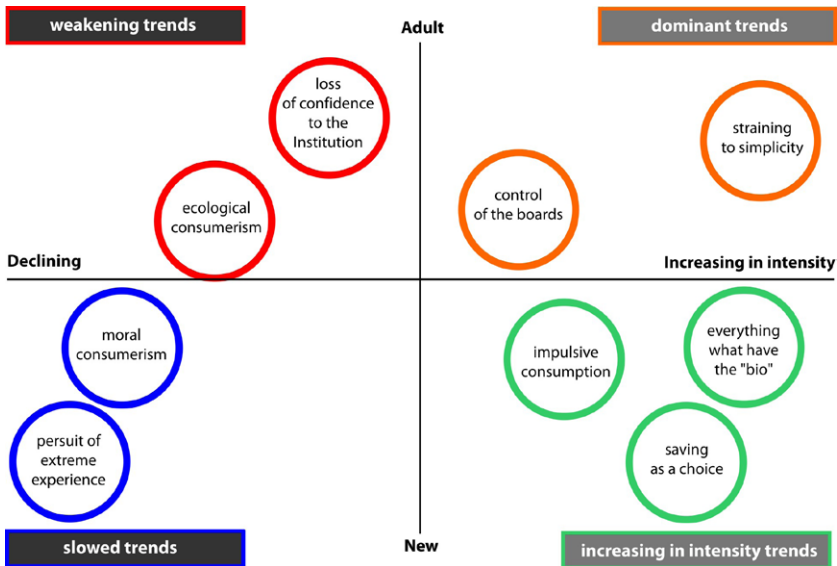 weakening trends
Adult
dominant trends
loss
of confidence
to the
Institution
straining
to simplicity
ecological
consumerism
control
of the boards
Declining
Increasing in intensity
moral
consumerism
impulsive
consumption
everything
what have
the "bio"
persuit of
extreme
experience
saving
as a choice
slowed trends
New
increasing in intensity trends